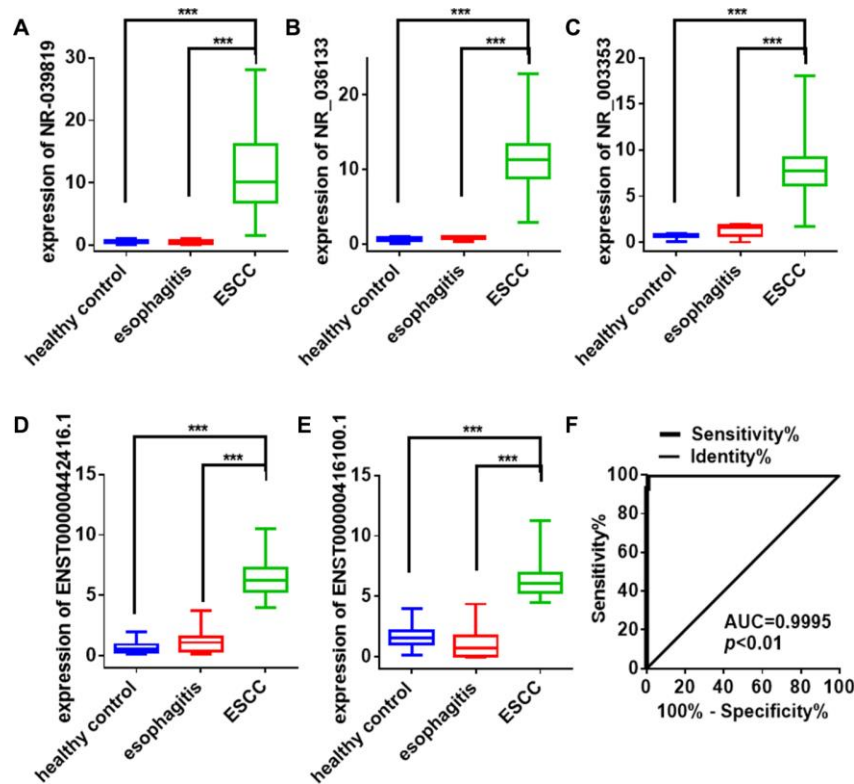 A
***
***
expression of NR-039819
30
20
10
0
healthy control
esophagitis
ESCC
B
***
***
expression of NR_036133
20
10
0
healthy control
esophagitis
ESCC
C
***
***
expression of NR_003353
20
15
10
5
0
healthy control
esophagitis
ESCC
D
***
***
expression of ENST00000442416.1
15
10
5
0
healthy control
esophagitis
ESCC
E
***
***
expression of ENST00000416100.1
15
10
5
0
healthy control
esophagitis
ESCC
F
Sensitivity%
Identity%
Sensitivity%
100
80
60
40
20
0
AUC=0.9995
p<0.01
0 20 40 60 80 100
100% - Specificity%